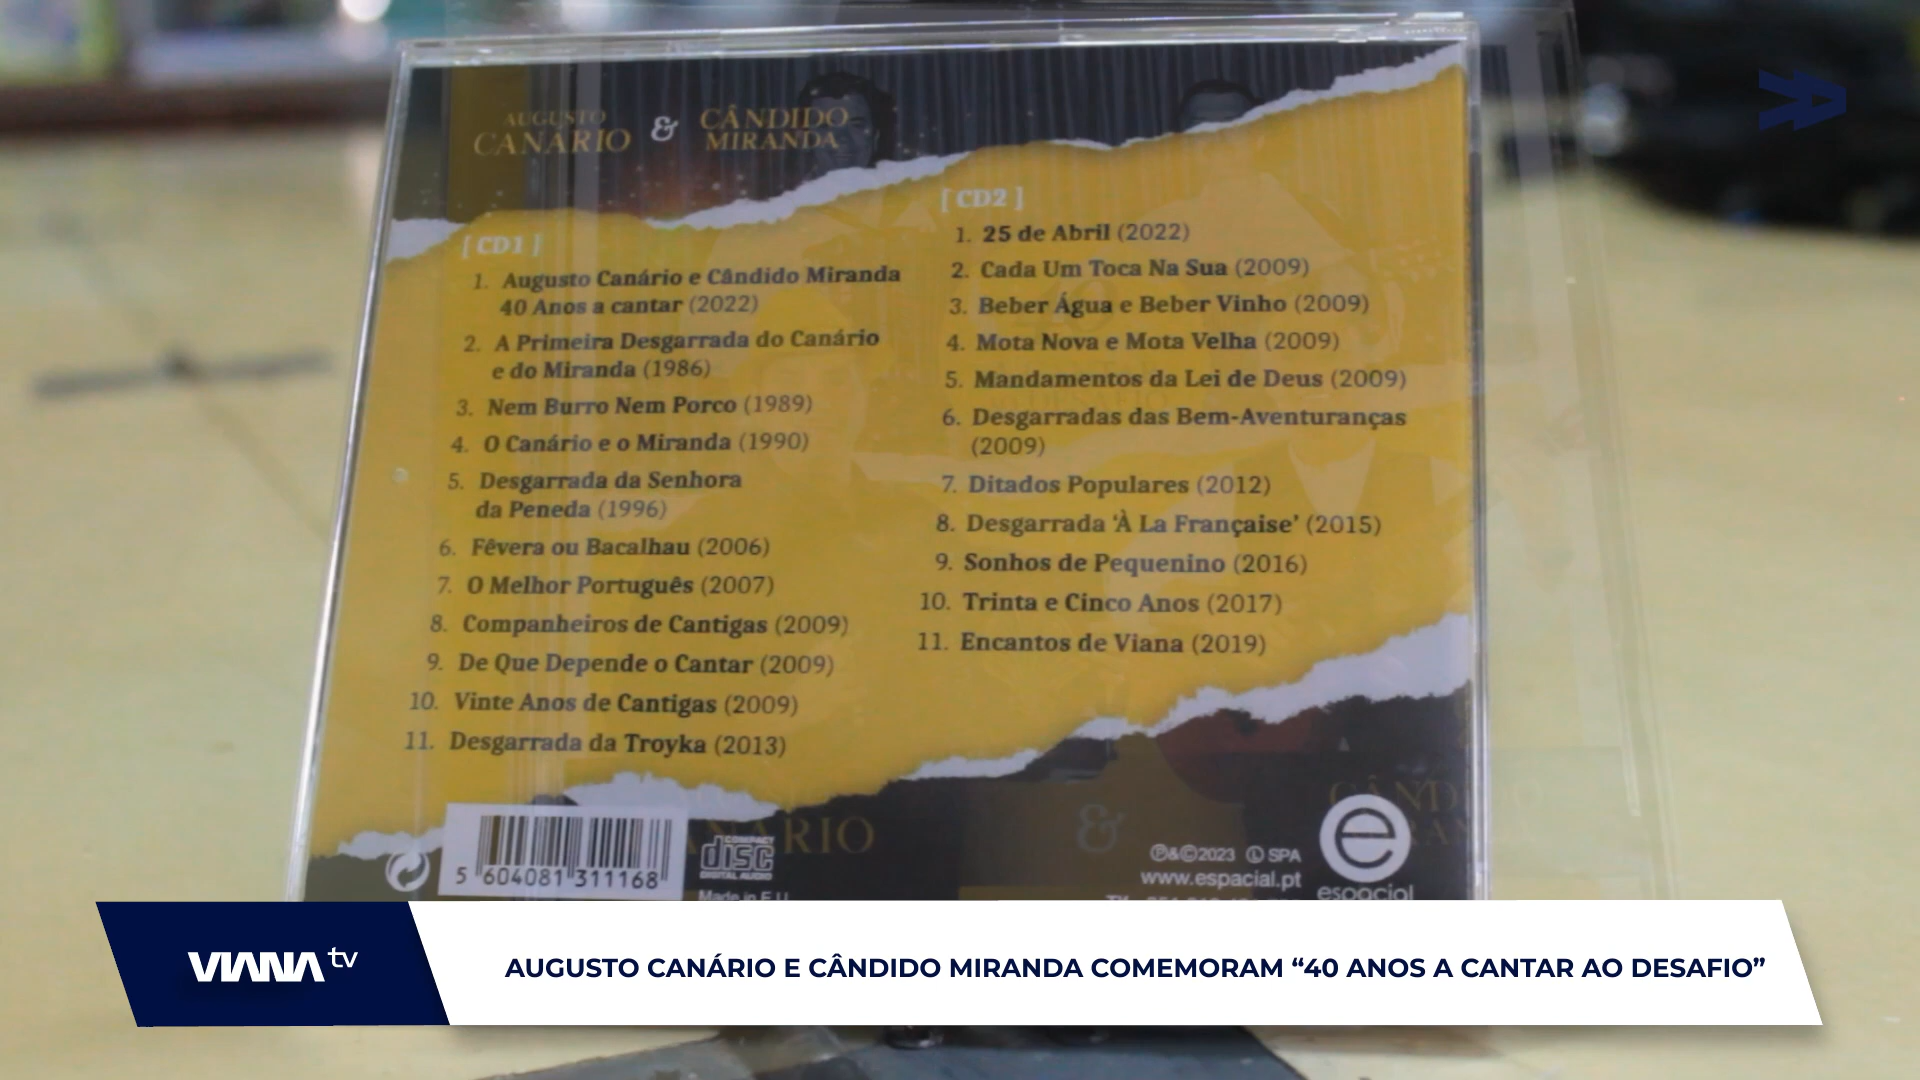 AUGUSTO
CANÁRIO
&
CÂNDIDO
MIRANDA
[ CD1 ]
1. Augusto Canário e Cândido Miranda
40 Anos a cantar (2022)
2. A Primeira Desgarrada do Canário
e do Miranda (1986)
3. Nem Burro Nem Porco (1989)
4. O Canário e o Miranda (1990)
5. Desgarrada da Senhora
da Peneda (1996)
6. Fêvera ou Bacalhau (2006)
7. O Melhor Português (2007)
8. Companheiros de Cantigas (2009)
9. De Que Depende o Cantar (2009)
10. Vinte Anos de Cantigas (2009)
11. Desgarrada da Troyka (2013)
[ CD2 ]
1. 25 de Abril (2022)
2. Cada Um Toca Na Sua (2009)
3. Beber Água e Beber Vinho (2009)
4. Mota Nova e Mota Velha (2009)
5. Mandamentos da Lei de Deus (2009)
6. Desgarradas das Bem-Aventuranças
(2009)
7. Ditados Populares (2012)
8. Desgarrada ‘À La Française’ (2015)
9. Sonhos de Pequenino (2016)
10. Trinta e Cinco Anos (2017)
11. Encantos de Viana (2019)
5 604081 311168
COMPACT
disc
DIGITAL AUDIO
Made in E.U.
℗&©2023 Ⓛ SPA
www.espacial.pt
espacial
VIANA tv
AUGUSTO CANÁRIO E CÂNDIDO MIRANDA COMEMORAM “40 ANOS A CANTAR AO DESAFIO”